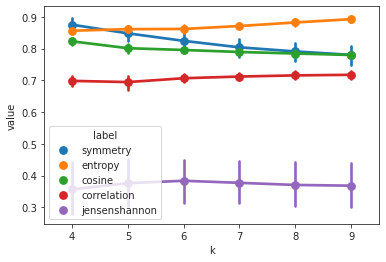 0.9
0.8
0.7
0.6
0.5
0.4
0.3
value
label
symmetry
entropy
cosine
correlation
jensenshannon
4 5 6 7 8 9
k